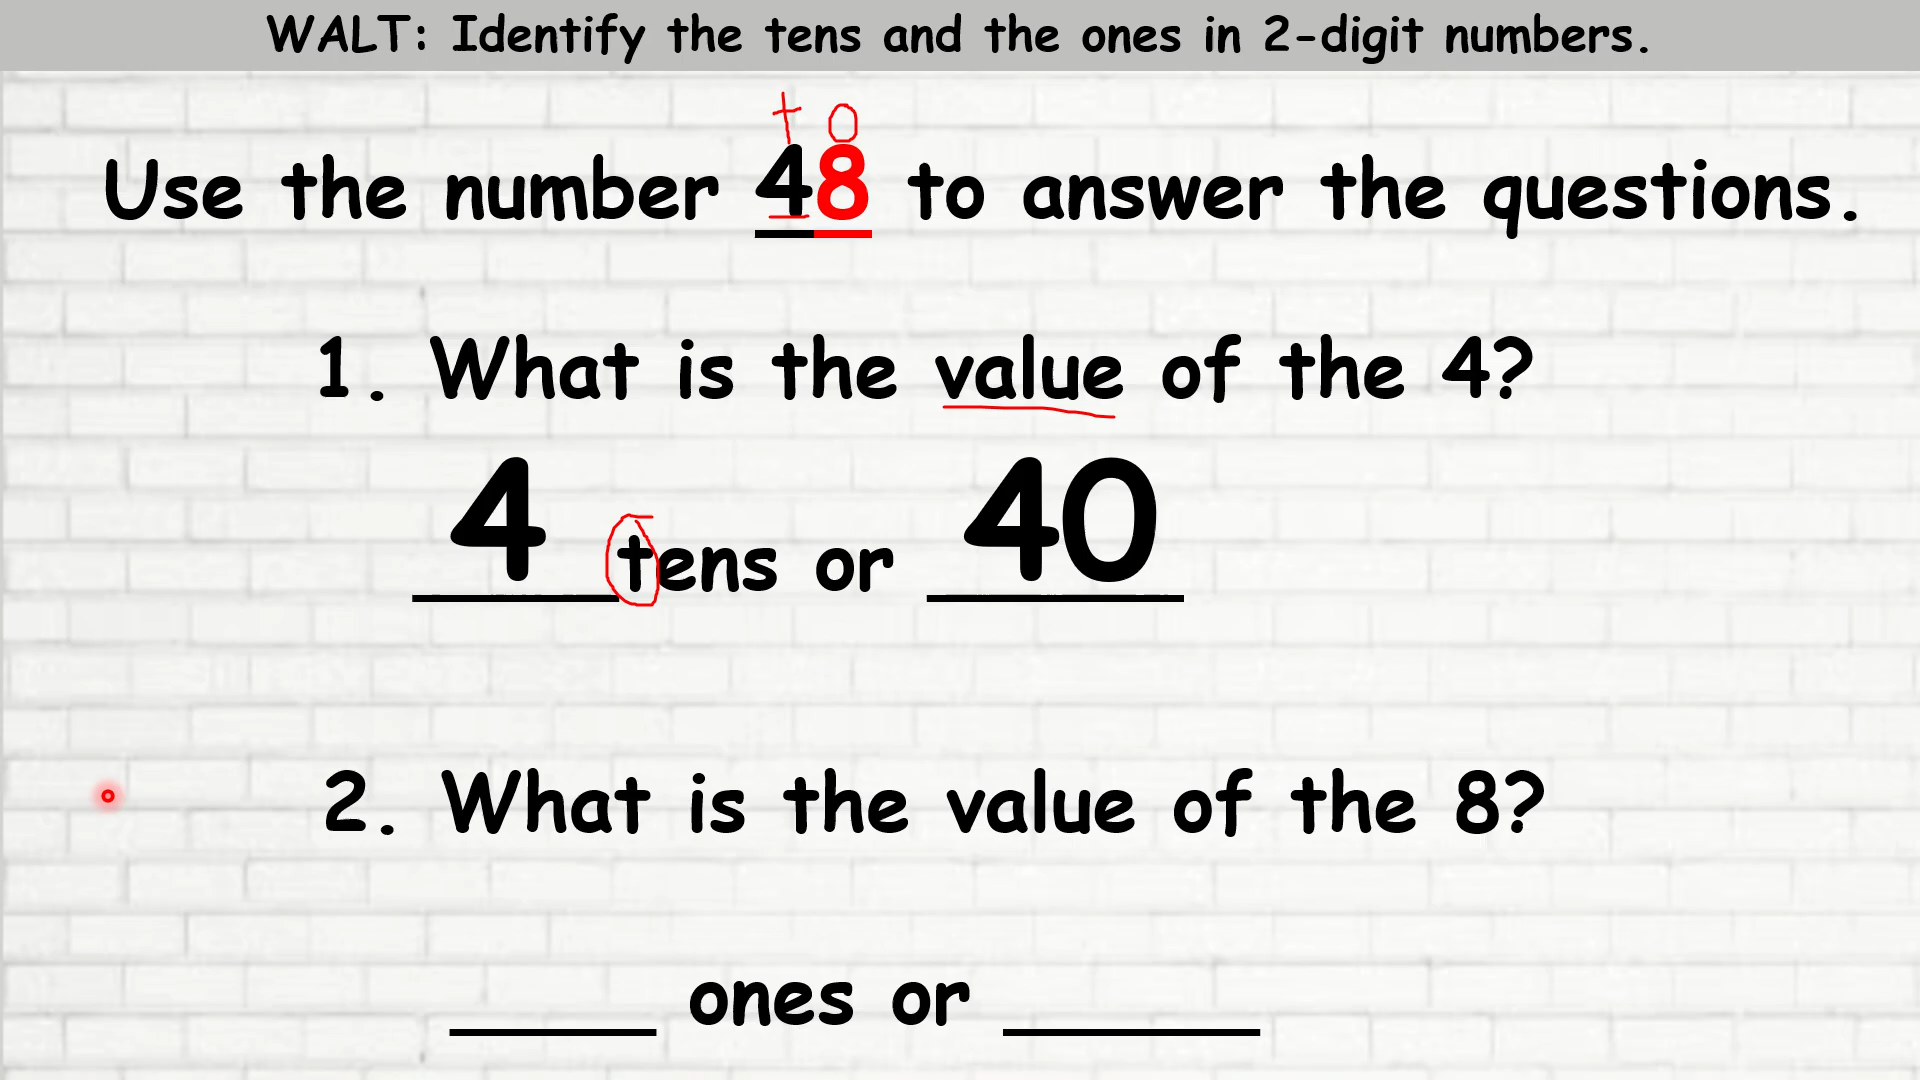 WALT: Identify the tens and the ones in 2-digit numbers.
t o
Use the number 48 to answer the questions.
1. What is the value of the 4?
4 tens or 40
2. What is the value of the 8?
_____ ones or ______